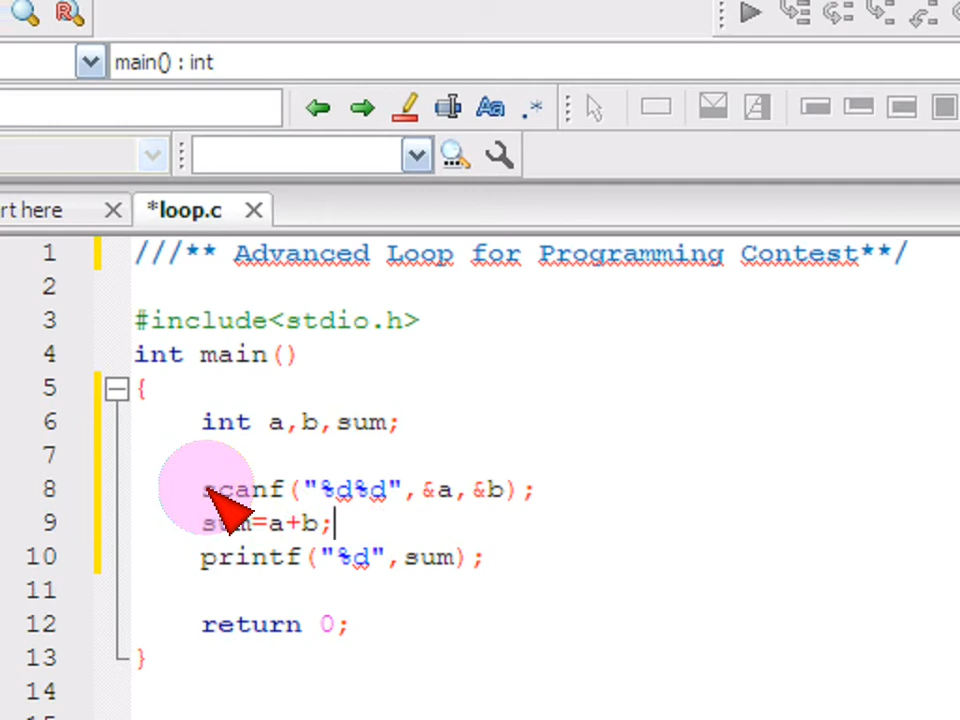 main() : int
rt here
*loop.c
1 ///** Advanced Loop for Programming Contest**/
2
3 #include<stdio.h>
4 int main()
5 {
6 int a,b,sum;
7
8 scanf("%d%d",&a,&b);
9 sum=a+b;
10 printf("%d",sum);
11
12 return 0;
13 }
14